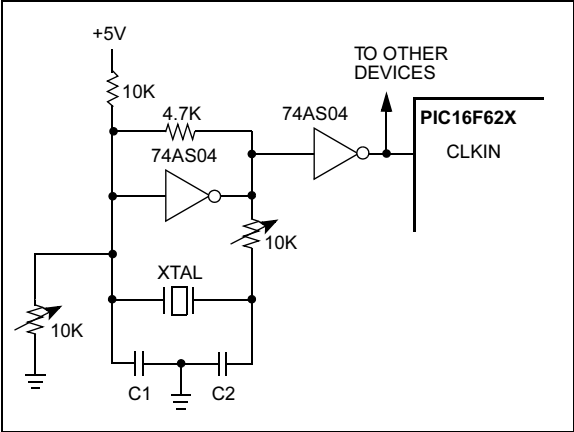 +5V
TO OTHER
DEVICES
10K
4.7K
74AS04
PIC16F62X
74AS04
CLKIN
10K
XTAL
10K
C1
C2